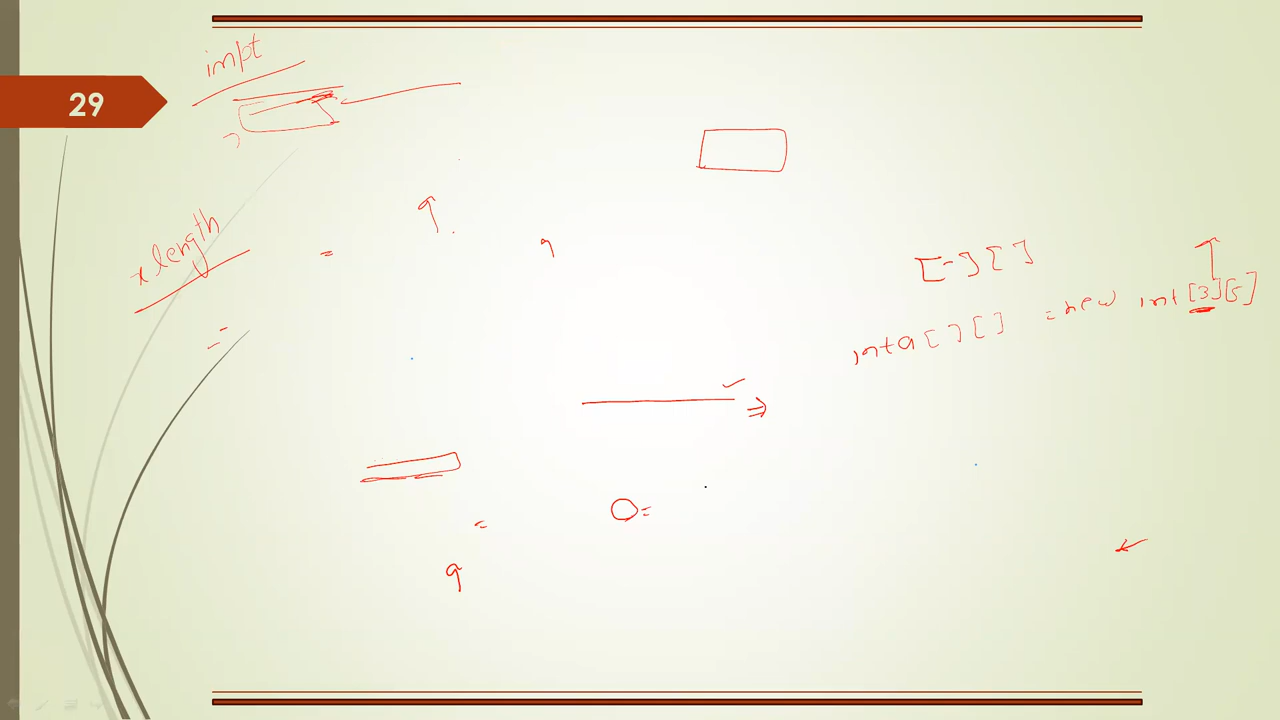 impt
29
x length
=
[-][ ]
int a[ ][ ] = new int [3][5]